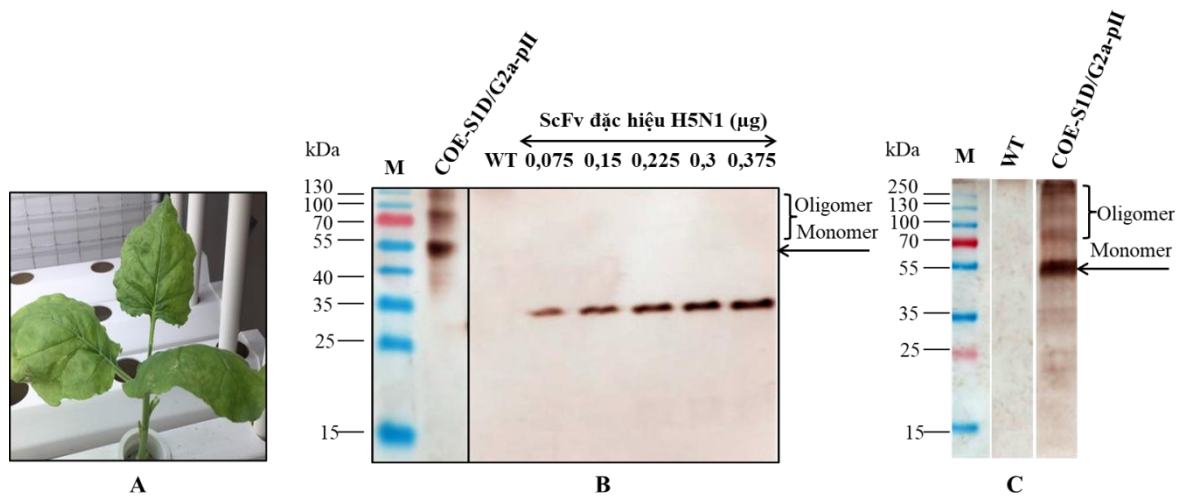 COE-S1D/G2a-pII
ScFv đặc hiệu H5N1 (µg)
kDa
M
WT 0,075 0,15 0,225 0,3 0,375
130
100
70
55
40
35
25
15
Oligomer
Monomer
kDa
M
WT
COE-S1D/G2a-pII
250
130
100
70
55
35
25
15
Oligomer
Monomer
A
B
C